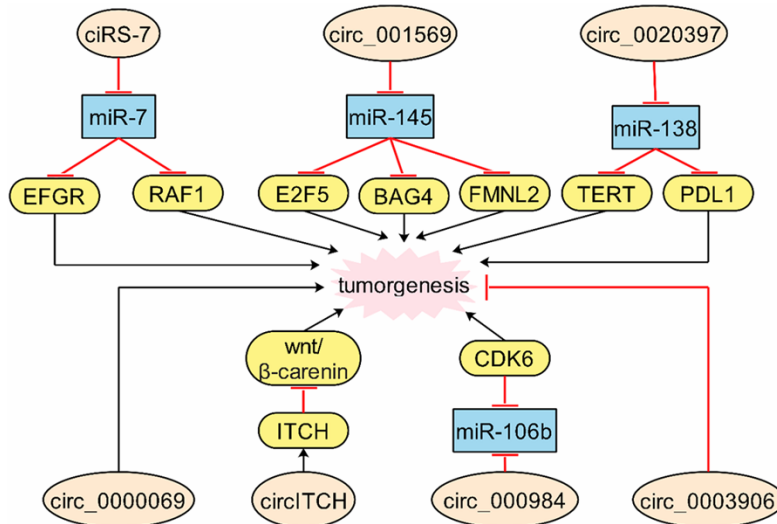 ciRS-7
circ_001569
circ_0020397
miR-7
miR-145
miR-138
EFGR
RAF1
E2F5
BAG4
FMNL2
TERT
PDL1
tumorgenesis
wnt/
β-carenin
CDK6
ITCH
miR-106b
circ_0000069
circITCH
circ_000984
circ_0003906